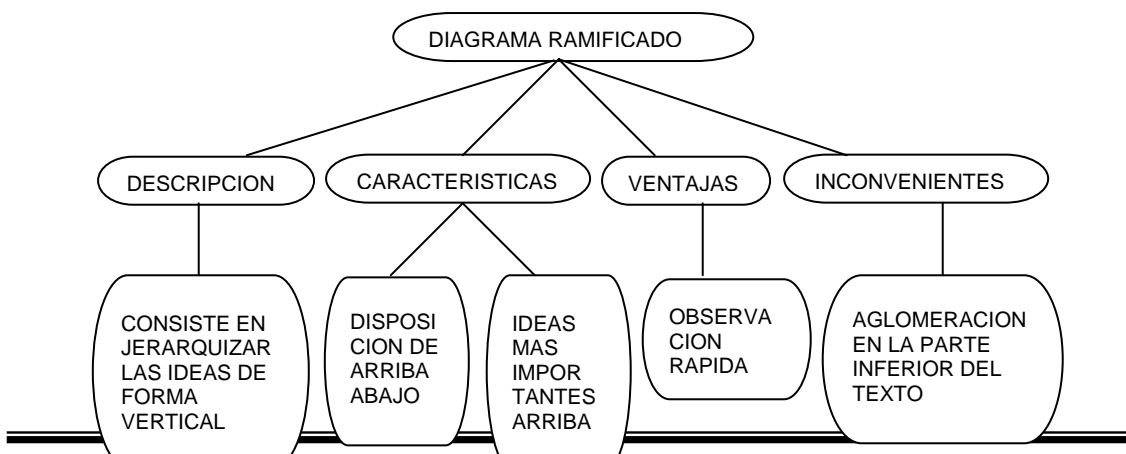 DIAGRAMA RAMIFICADO
DESCRIPCION
CARACTERISTICAS
VENTAJAS
INCONVENIENTES
CONSISTE EN
JERARQUIZAR
LAS IDEAS DE
FORMA
VERTICAL
DISPOSI
CION DE
ARRIBA
ABAJO
IDEAS
MAS
IMPOR
TANTES
ARRIBA
OBSERVA
CION
RAPIDA
AGLOMERACION
EN LA PARTE
INFERIOR DEL
TEXTO